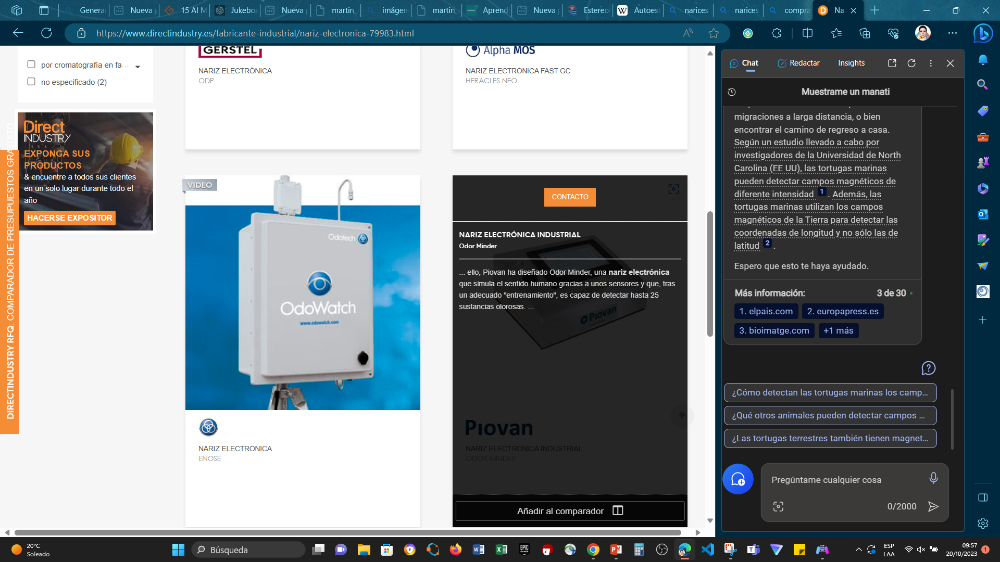 Genera
Nueva
15 AI M
Jukebo
Nueva
martin_
imágen
martin_
Aprend
Nueva
Estereo
W Autoest
narices
narices
compra
Na
https://www.directindustry.es/fabricante-industrial/nariz-electronica-79983.html
por cromatografía en fa...
no especificado (2)
Direct
INDUSTRY
EXPONGA SUS
PRODUCTOS
& encuentre a todos sus clientes
en un solo lugar durante todo el
año
HACERSE EXPOSITOR
DIRECTINDUSTRY RFQ: COMPARADOR DE PRESUPUESTOS GRATUITO
GERSTEL
NARIZ ELECTRÓNICA
ODP
Alpha MOS
NARIZ ELECTRÓNICA FAST GC
HERACLES NEO
VIDEO
Odotech
OdoWatch
www.odowatch.com
NARIZ ELECTRÓNICA
ENOSE
CONTACTO
NARIZ ELECTRÓNICA INDUSTRIAL
Odor Minder
... ello, Piovan ha diseñado Odor Minder, una nariz electrónica
que simula el sentido humano gracias a unos sensores y que, tras
un adecuado "entrenamiento", es capaz de detectar hasta 25
sustancias olorosas. ...
Piovan
Piovan
NARIZ ELECTRÓNICA INDUSTRIAL
ODOR MINDER
Añadir al comparador
Chat
Redactar
Insights
Muestrame un manati
migraciones a larga distancia, o bien
encontrar el camino de regreso a casa.
Según un estudio llevado a cabo por
investigadores de la Universidad de North
Carolina (EE UU), las tortugas marinas
pueden detectar campos magnéticos de
diferente intensidad 1 . Además, las
tortugas marinas utilizan los campos
magnéticos de la Tierra para detectar las
coordenadas de longitud y no sólo las de
latitud 2 .
Espero que esto te haya ayudado.
Más información: 3 de 30
1. elpais.com 2. europapress.es
3. bioimatge.com +1 más
¿Cómo detectan las tortugas marinas los camp...
¿Qué otros animales pueden detectar campos ...
¿Las tortugas terrestres también tienen magnet...
Pregúntame cualquier cosa
0/2000
20°C
Soleado
Búsqueda
EPIC
GAMES
ESP
LAA
09:57
20/10/2023
1